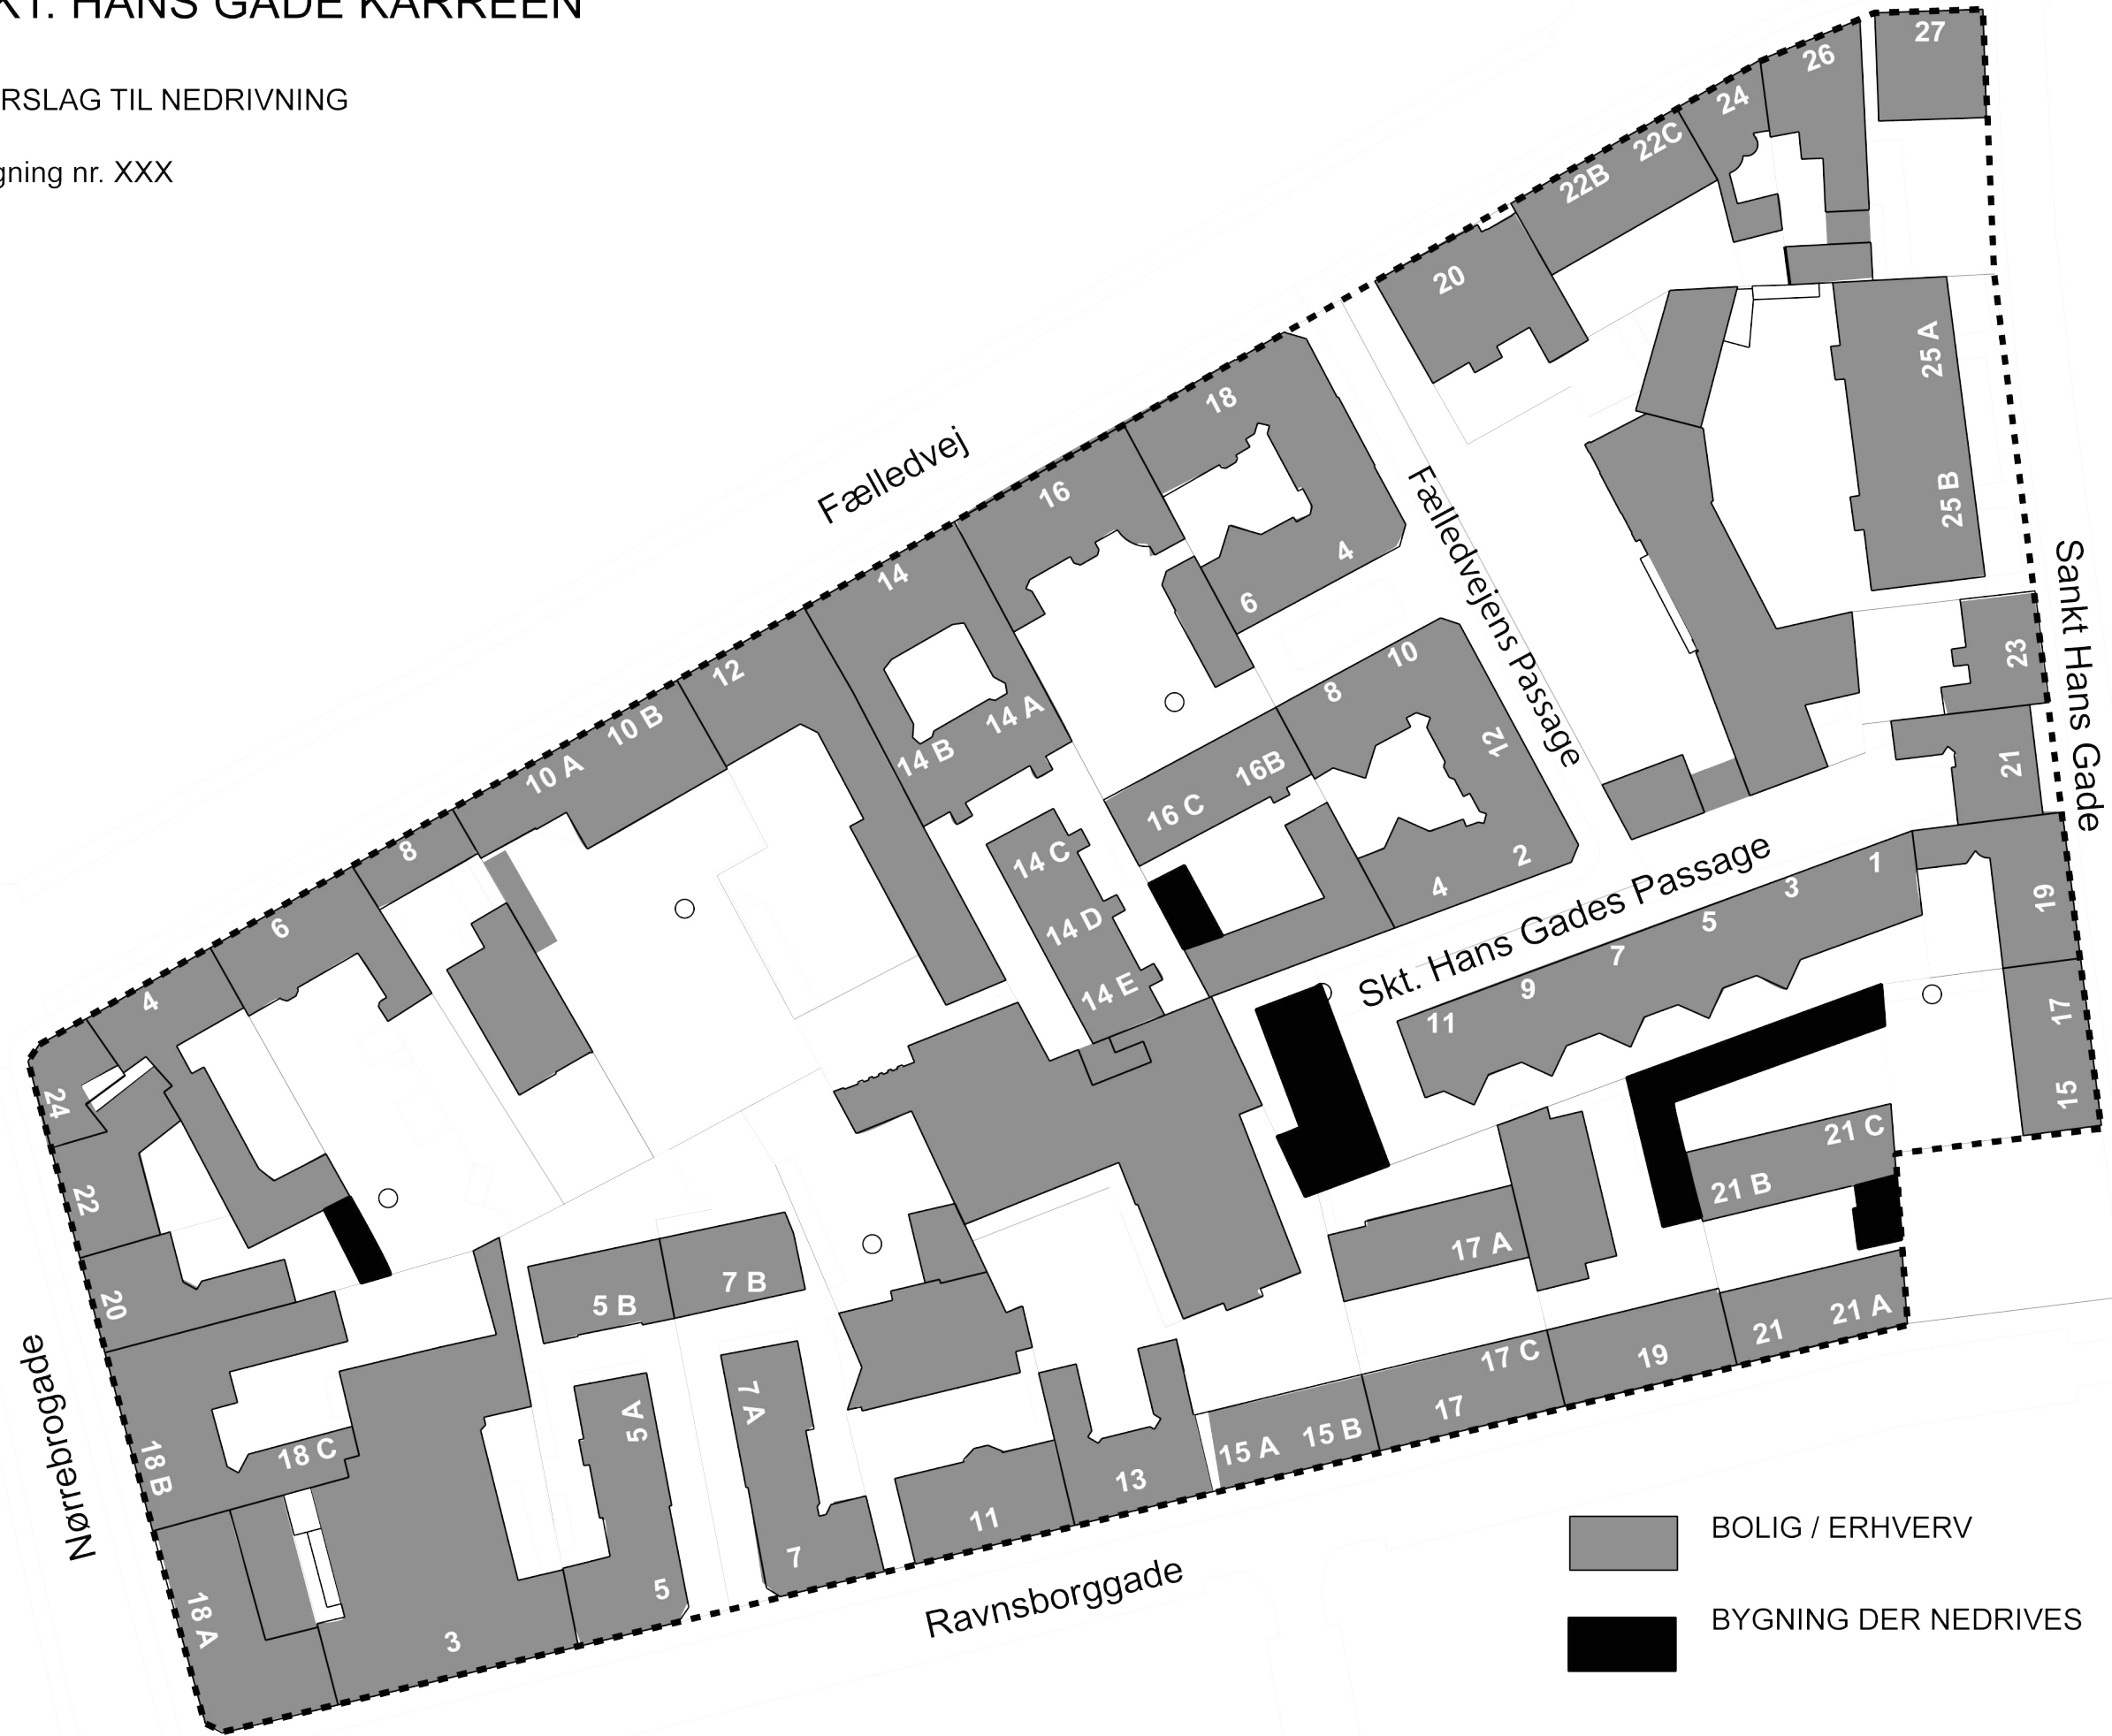 KT. HANS GADE KARRÉEN
RSLAG TIL NEDRIVNING
gning nr. XXX
27
26
24
22C
22B
20
25 A
25 B
23
21
19
17
15
Sankt Hans Gade
Fælledvej
18
16
14
12
10 B
10 A
8
6
4
4
6
14 A
14 B
Fælledvejens Passage
10
8
12
16B
16 C
2
4
14 C
14 D
14 E
Skt. Hans Gades Passage
1
3
5
7
9
11
24
22
20
18 B
18 C
18 A
Nørrebrogade
21 C
21 B
17 A
7 B
5 B
5 A
7 A
21 A
21
19
17 C
17
15 B
15 A
13
11
7
5
3
Ravnsborggade
BOLIG / ERHVERV
BYGNING DER NEDRIVES